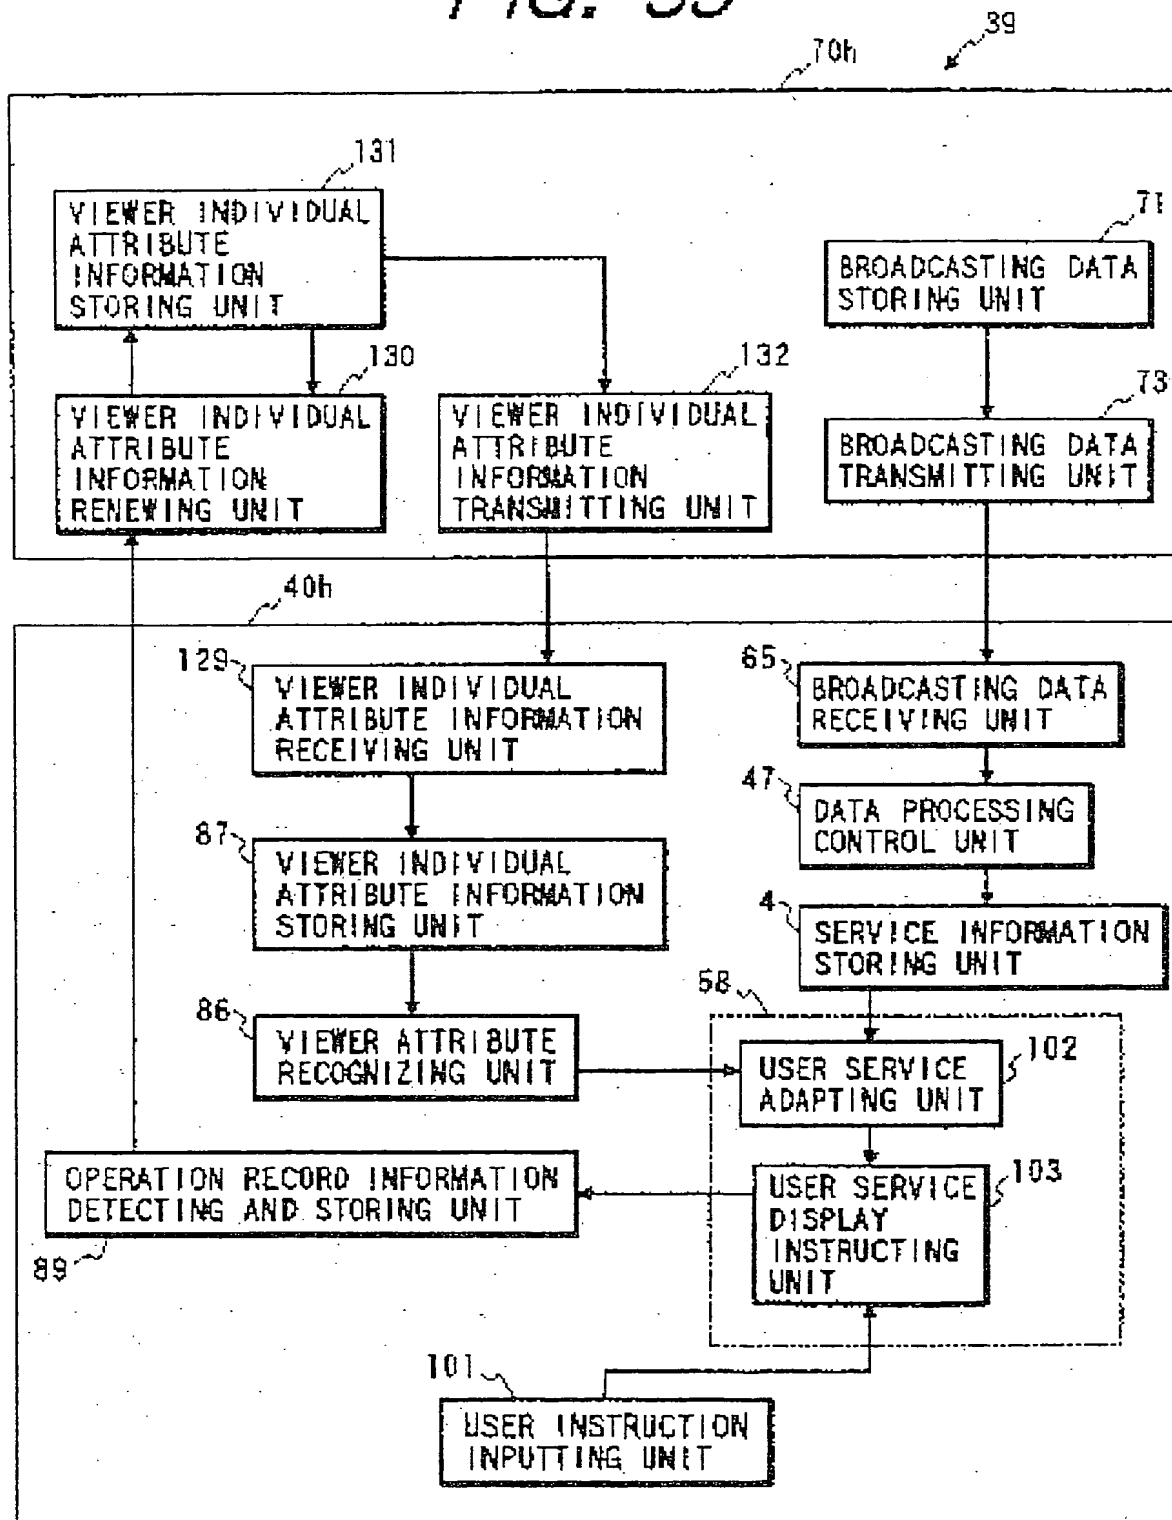 FIG.
39
70h
131
VIEWER INDIVIDUAL
ATTRIBUTE
INFORMATION
STORING UNIT
71
BROADCASTING DATA
STORING UNIT
130
VIEWER INDIVIDUAL
ATTRIBUTE
INFORMATION
RENEWING UNIT
132
VIEWER INDIVIDUAL
ATTRIBUTE
INFORMATION
TRANSMITTING UNIT
73
BROADCASTING DATA
TRANSMITTING UNIT
40h
129
VIEWER INDIVIDUAL
ATTRIBUTE INFORMATION
RECEIVING UNIT
65
BROADCASTING DATA
RECEIVING UNIT
47
DATA PROCESSING
CONTROL UNIT
87
VIEWER INDIVIDUAL
ATTRIBUTE INFORMATION
STORING UNIT
4
SERVICE INFORMATION
STORING UNIT
86
VIEWER ATTRIBUTE
RECOGNIZING UNIT
102
USER SERVICE
ADAPTING UNIT
OPERATION RECORD INFORMATION
DETECTING AND STORING UNIT
89
103
USER SERVICE
DISPLAY
INSTRUCTING
UNIT
101
USER INSTRUCTION
INPUTTING UNIT